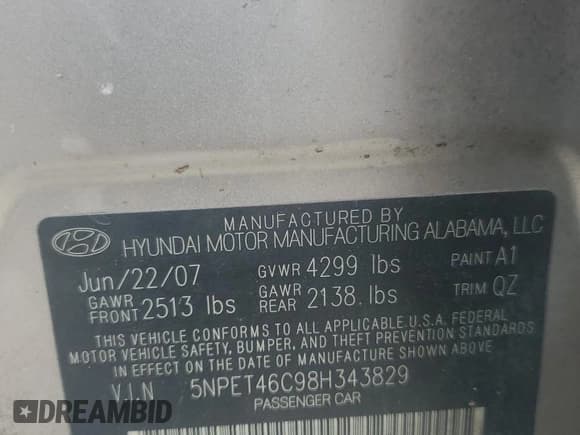 MANUFACTURED BY
HYUNDAI MOTOR MANUFACTURING ALABAMA, LLC
Jun/22/07 GVWR 4299 lbs PAINT A1
GAWR FRONT 2513 lbs GAWR REAR 2138.lbs TRIM QZ
THIS VEHICLE CONFORMS TO ALL APPLICABLE U.S.A. FEDERAL
MOTOR VEHICLE SAFETY, BUMPER, AND THEFT PREVENTION STANDARDS
IN EFFECT ON THE DATE OF MANUFACTURE SHOWN ABOVE.
V.I.N 5NPET46C98H343829
PASSENGER CAR
DREAMBID